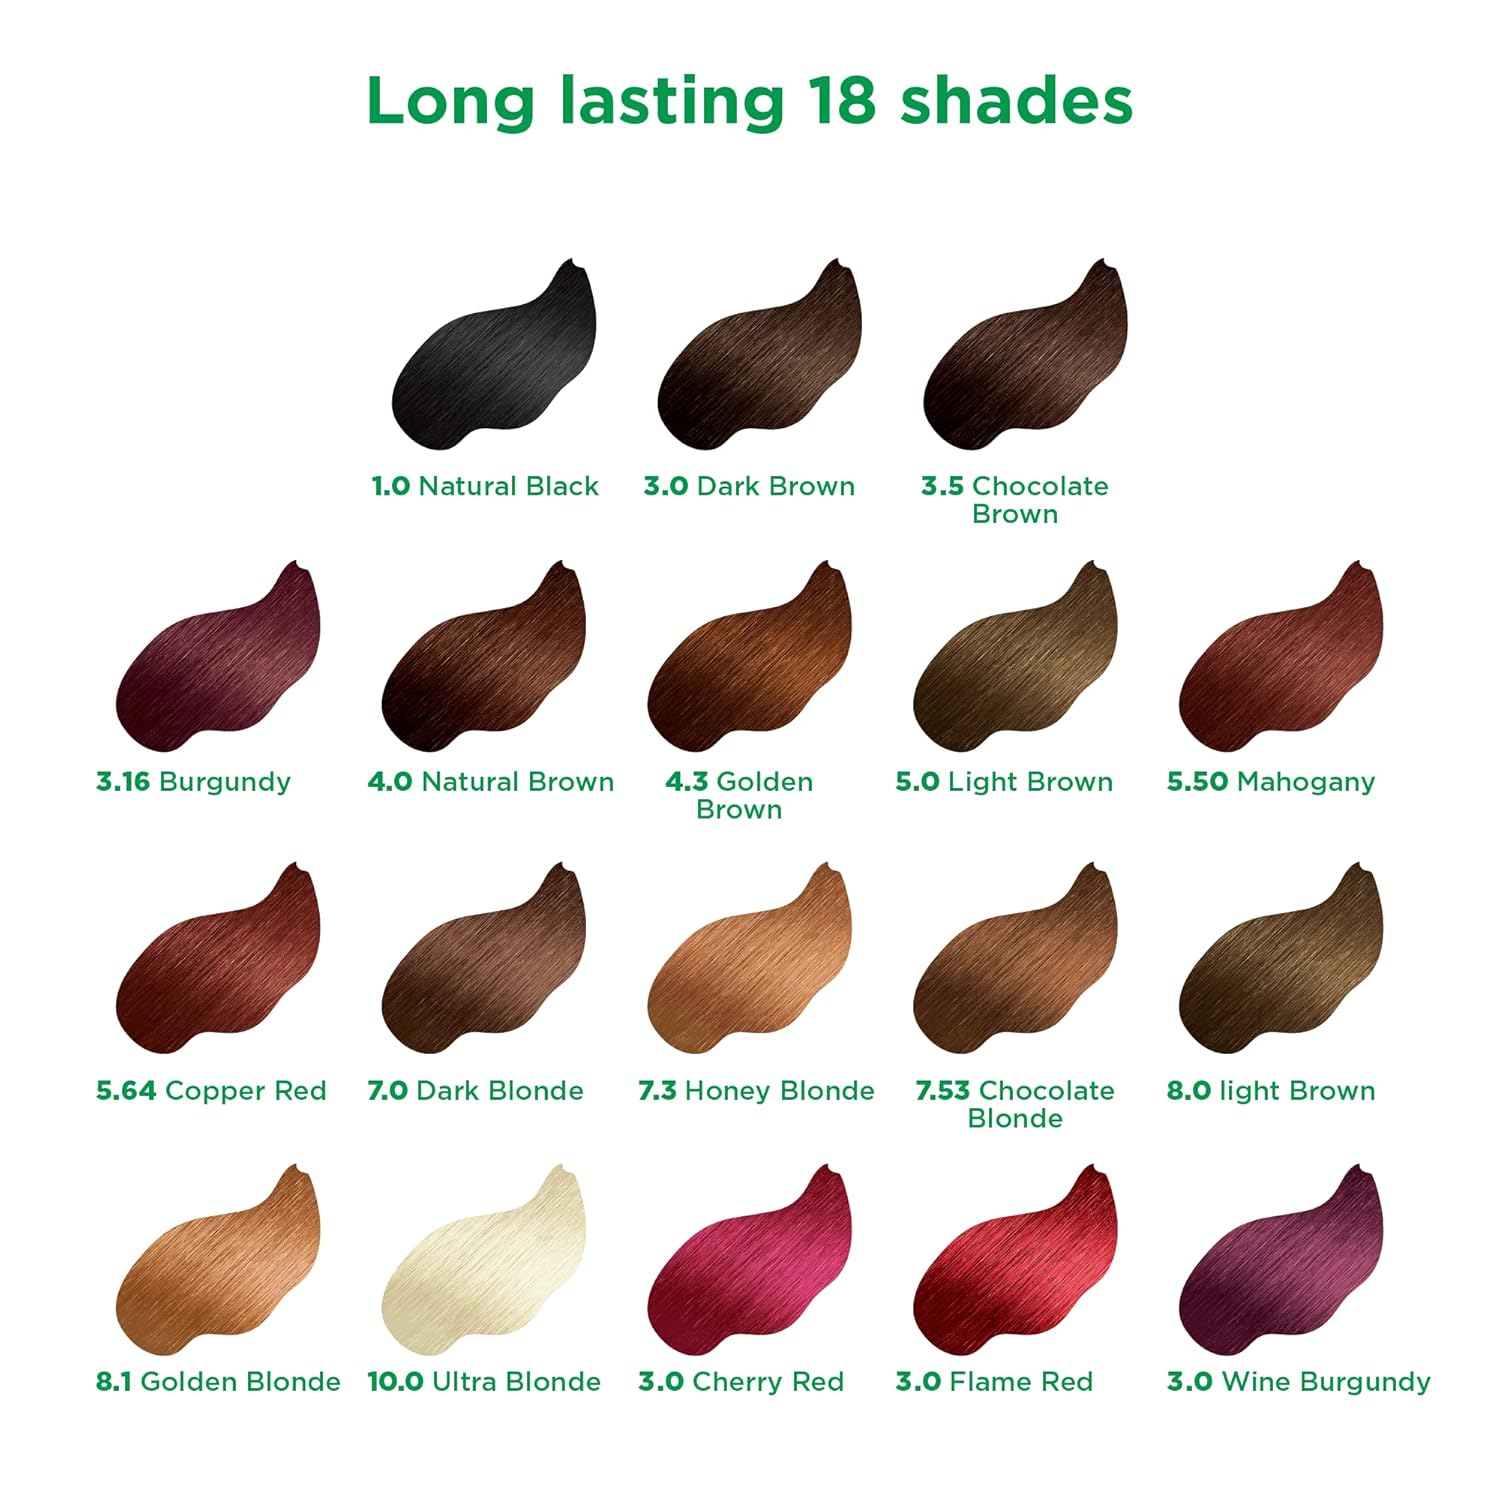 Long lasting 18 shades
1.0 Natural Black
3.0 Dark Brown
3.5 Chocolate
Brown
3.16 Burgundy
4.0 Natural Brown
4.3 Golden
Brown
5.0 Light Brown
5.50 Mahogany
5.64 Copper Red
7.0 Dark Blonde
7.3 Honey Blonde
7.53 Chocolate
Blonde
8.0 light Brown
8.1 Golden Blonde
10.0 Ultra Blonde
3.0 Cherry Red
3.0 Flame Red
3.0 Wine Burgundy